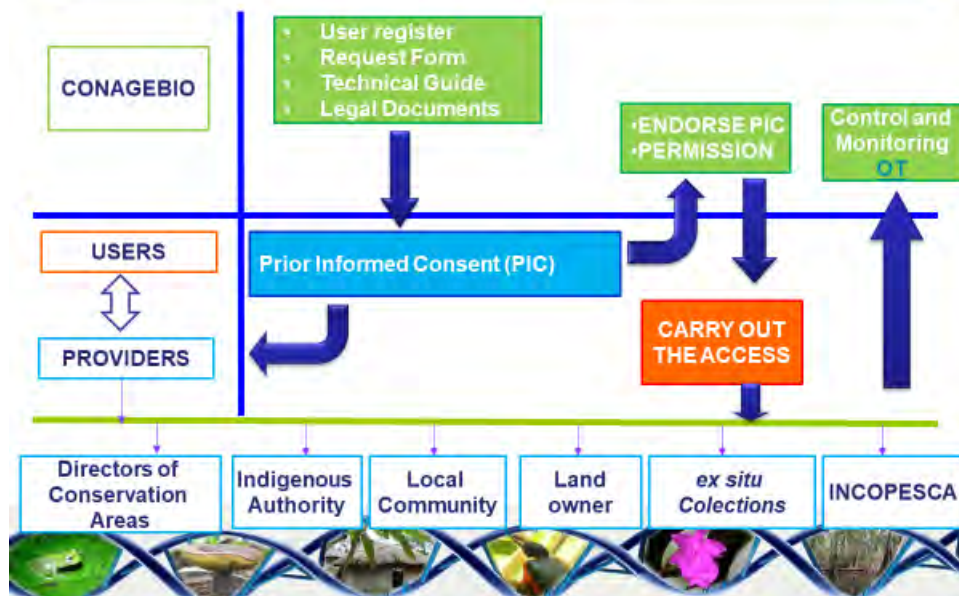 CONAGEBIO
• User register
• Request Form
• Technical Guide
• Legal Documents
•ENDORSE PIC
•PERMISSION
Control and
Monitoring
OT
USERS
PROVIDERS
Prior Informed Consent (PIC)
CARRY OUT
THE ACCESS
Directors of
Conservation
Areas
Indigenous
Authority
Local
Community
Land
owner
ex situ
Colections
INCOPESCA